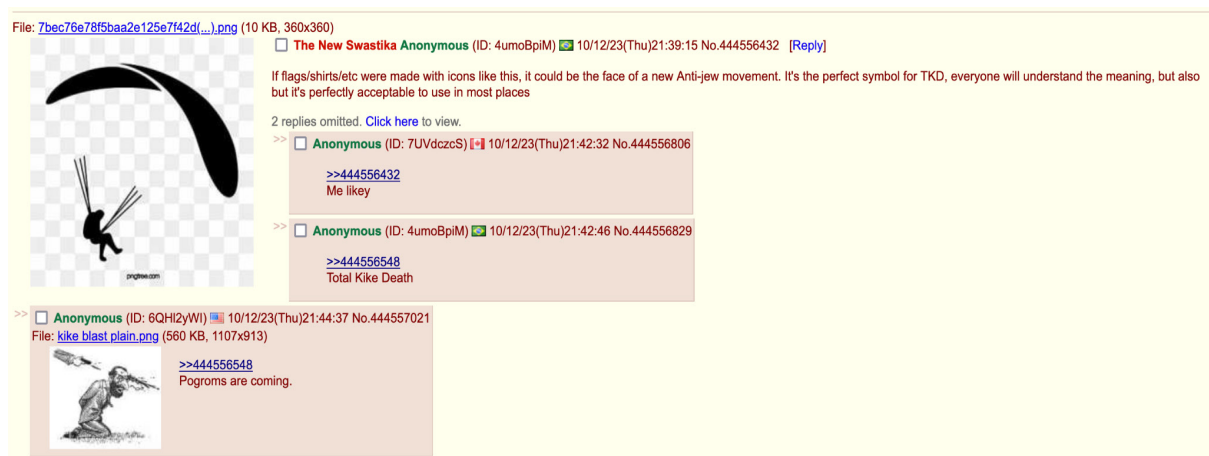 File: 7bec76e78f5baa2e125e7f42d(...).png (10 KB, 360x360)
The New Swastika Anonymous (ID: 4umoBpiM) 10/12/23(Thu)21:39:15 No.444556432 [Reply]
If flags/shirts/etc were made with icons like this, it could be the face of a new Anti-jew movement. It's the perfect symbol for TKD, everyone will understand the meaning, but also
but it's perfectly acceptable to use in most places
2 replies omitted. Click here to view.
>> Anonymous (ID: 7UVdczcS) 10/12/23(Thu)21:42:32 No.444556806
>>444556432
Me likey
>> Anonymous (ID: 4umoBpiM) 10/12/23(Thu)21:42:46 No.444556829
>>444556548
Total Kike Death
pngtree.com
>> Anonymous (ID: 6QHl2yWl) 10/12/23(Thu)21:44:37 No.444557021
File: kike blast plain.png (560 KB, 1107x913)
>>444556548
Pogroms are coming.